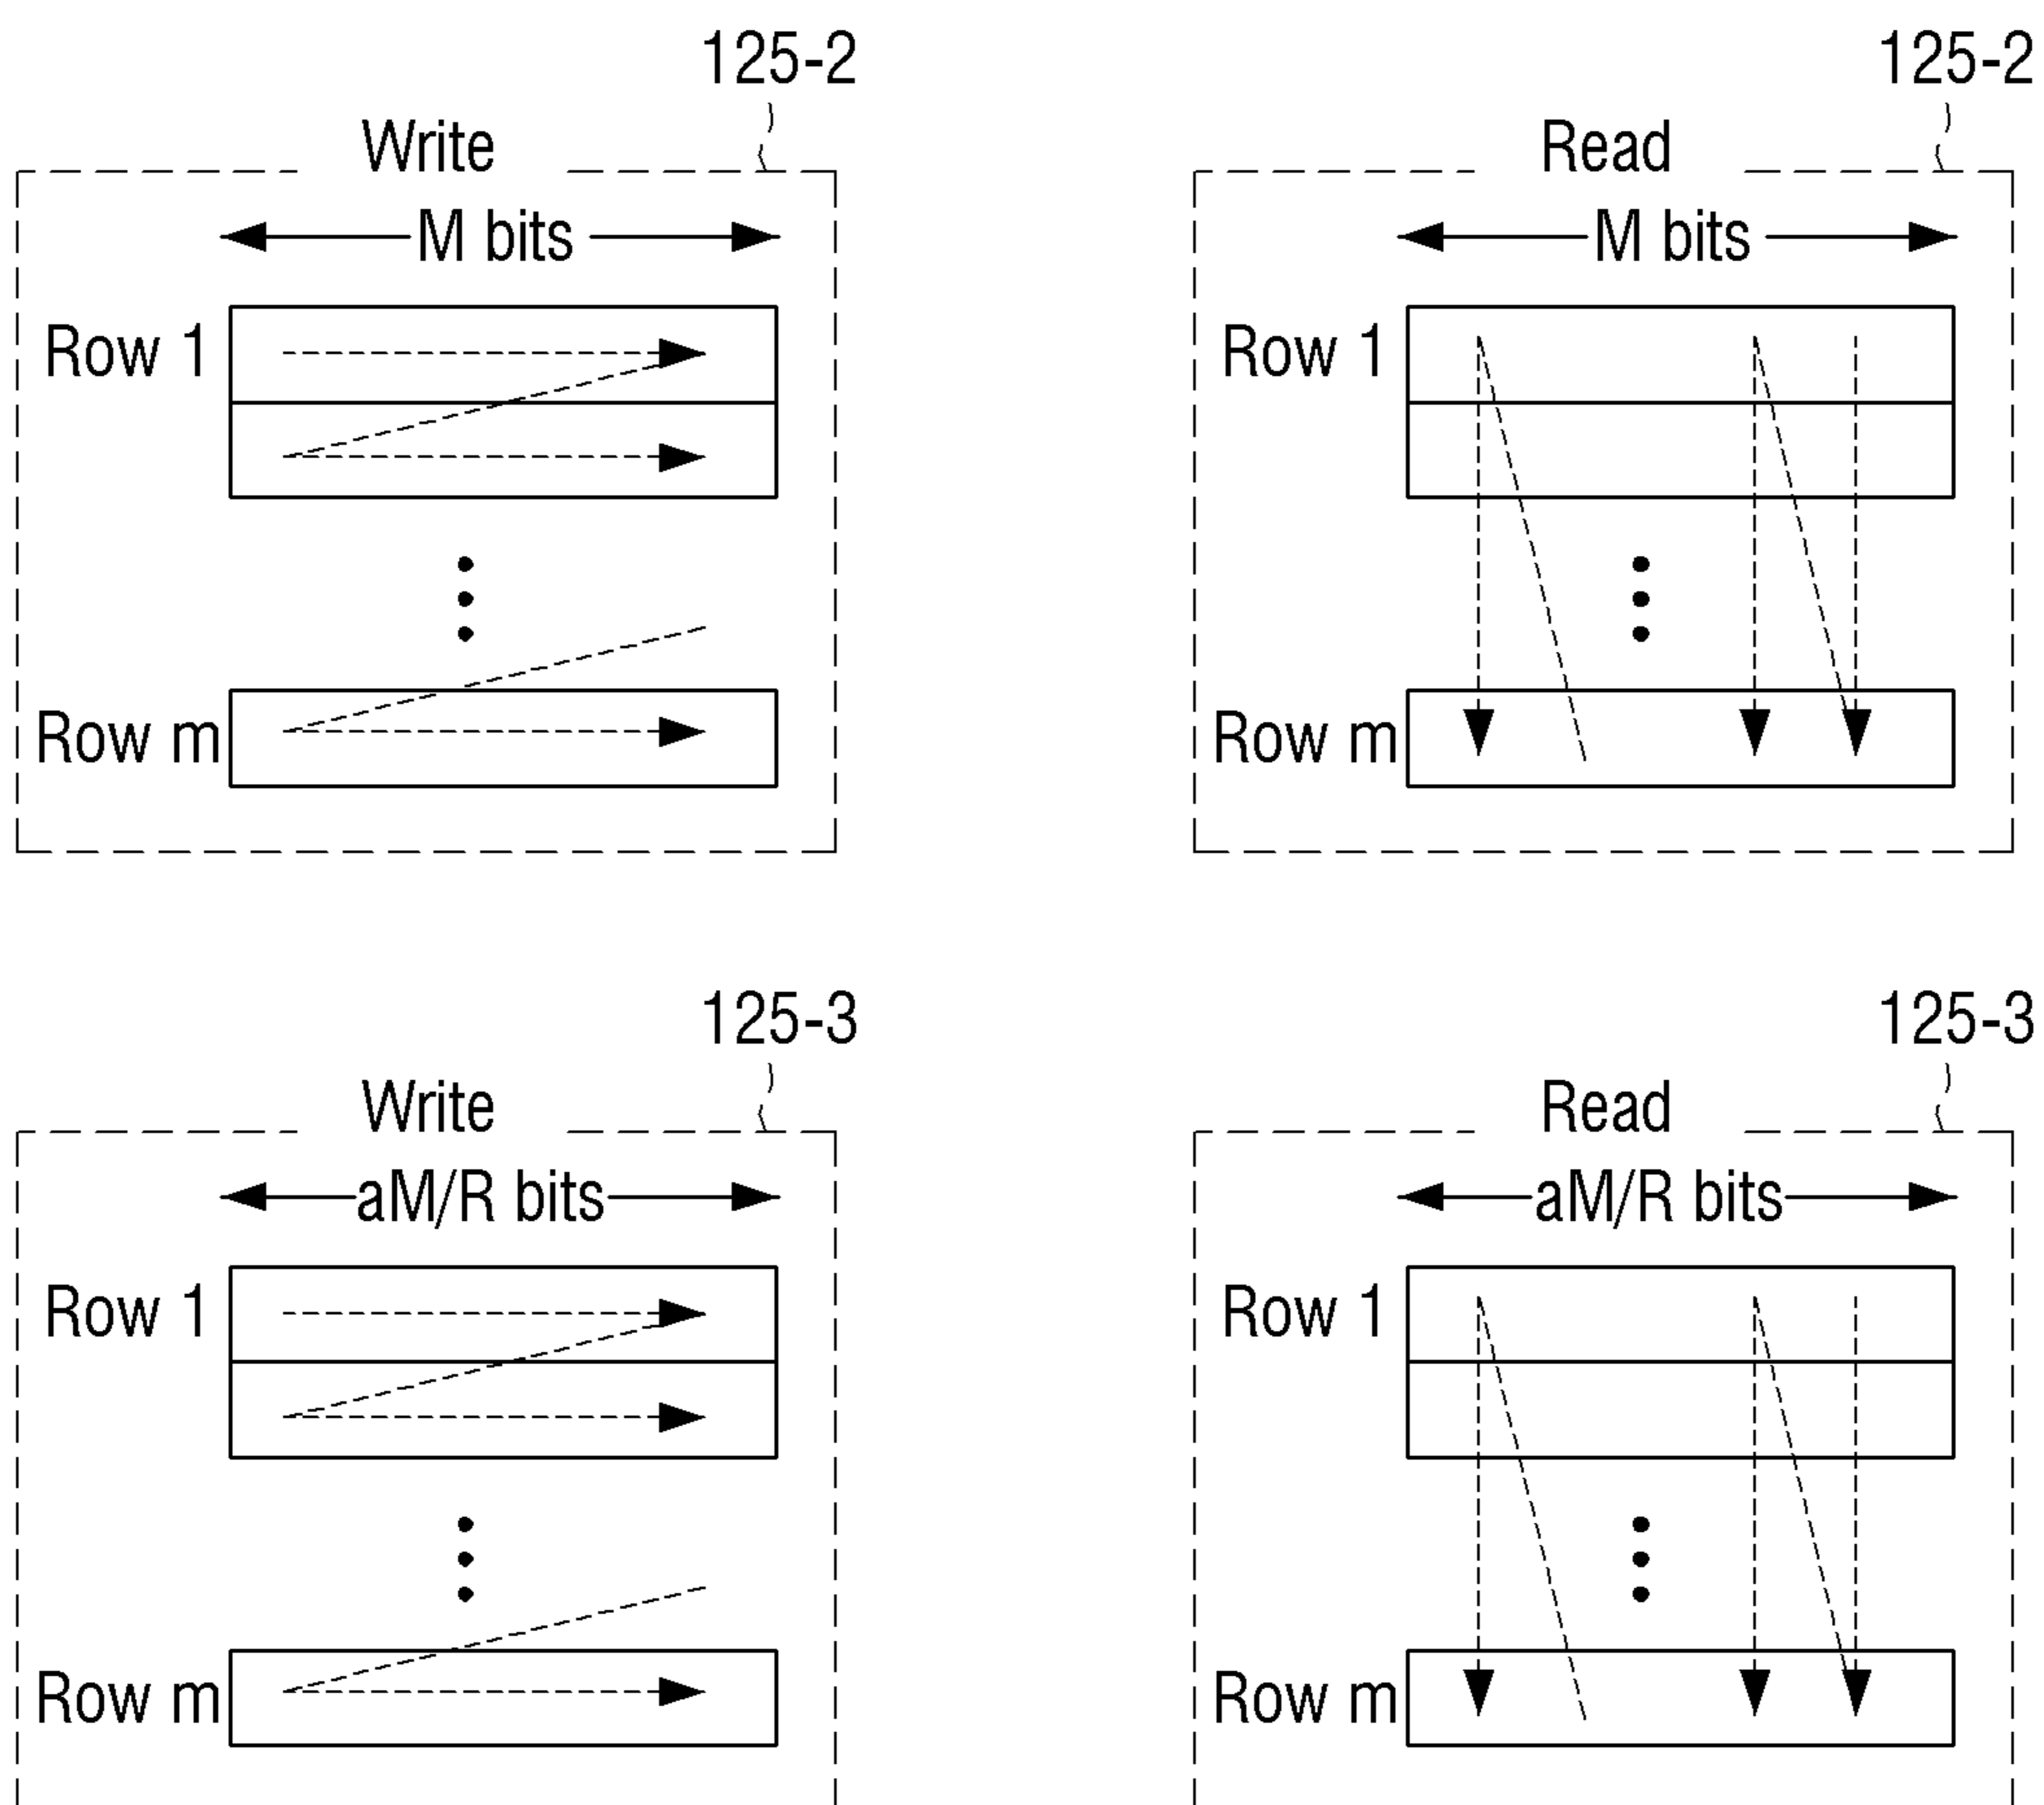 125-2
Write
M bits
Row 1
Row m
125-2
Read
M bits
Row 1
Row m
125-3
Write
aM/R bits
Row 1
Row m
125-3
Read
aM/R bits
Row 1
Row m